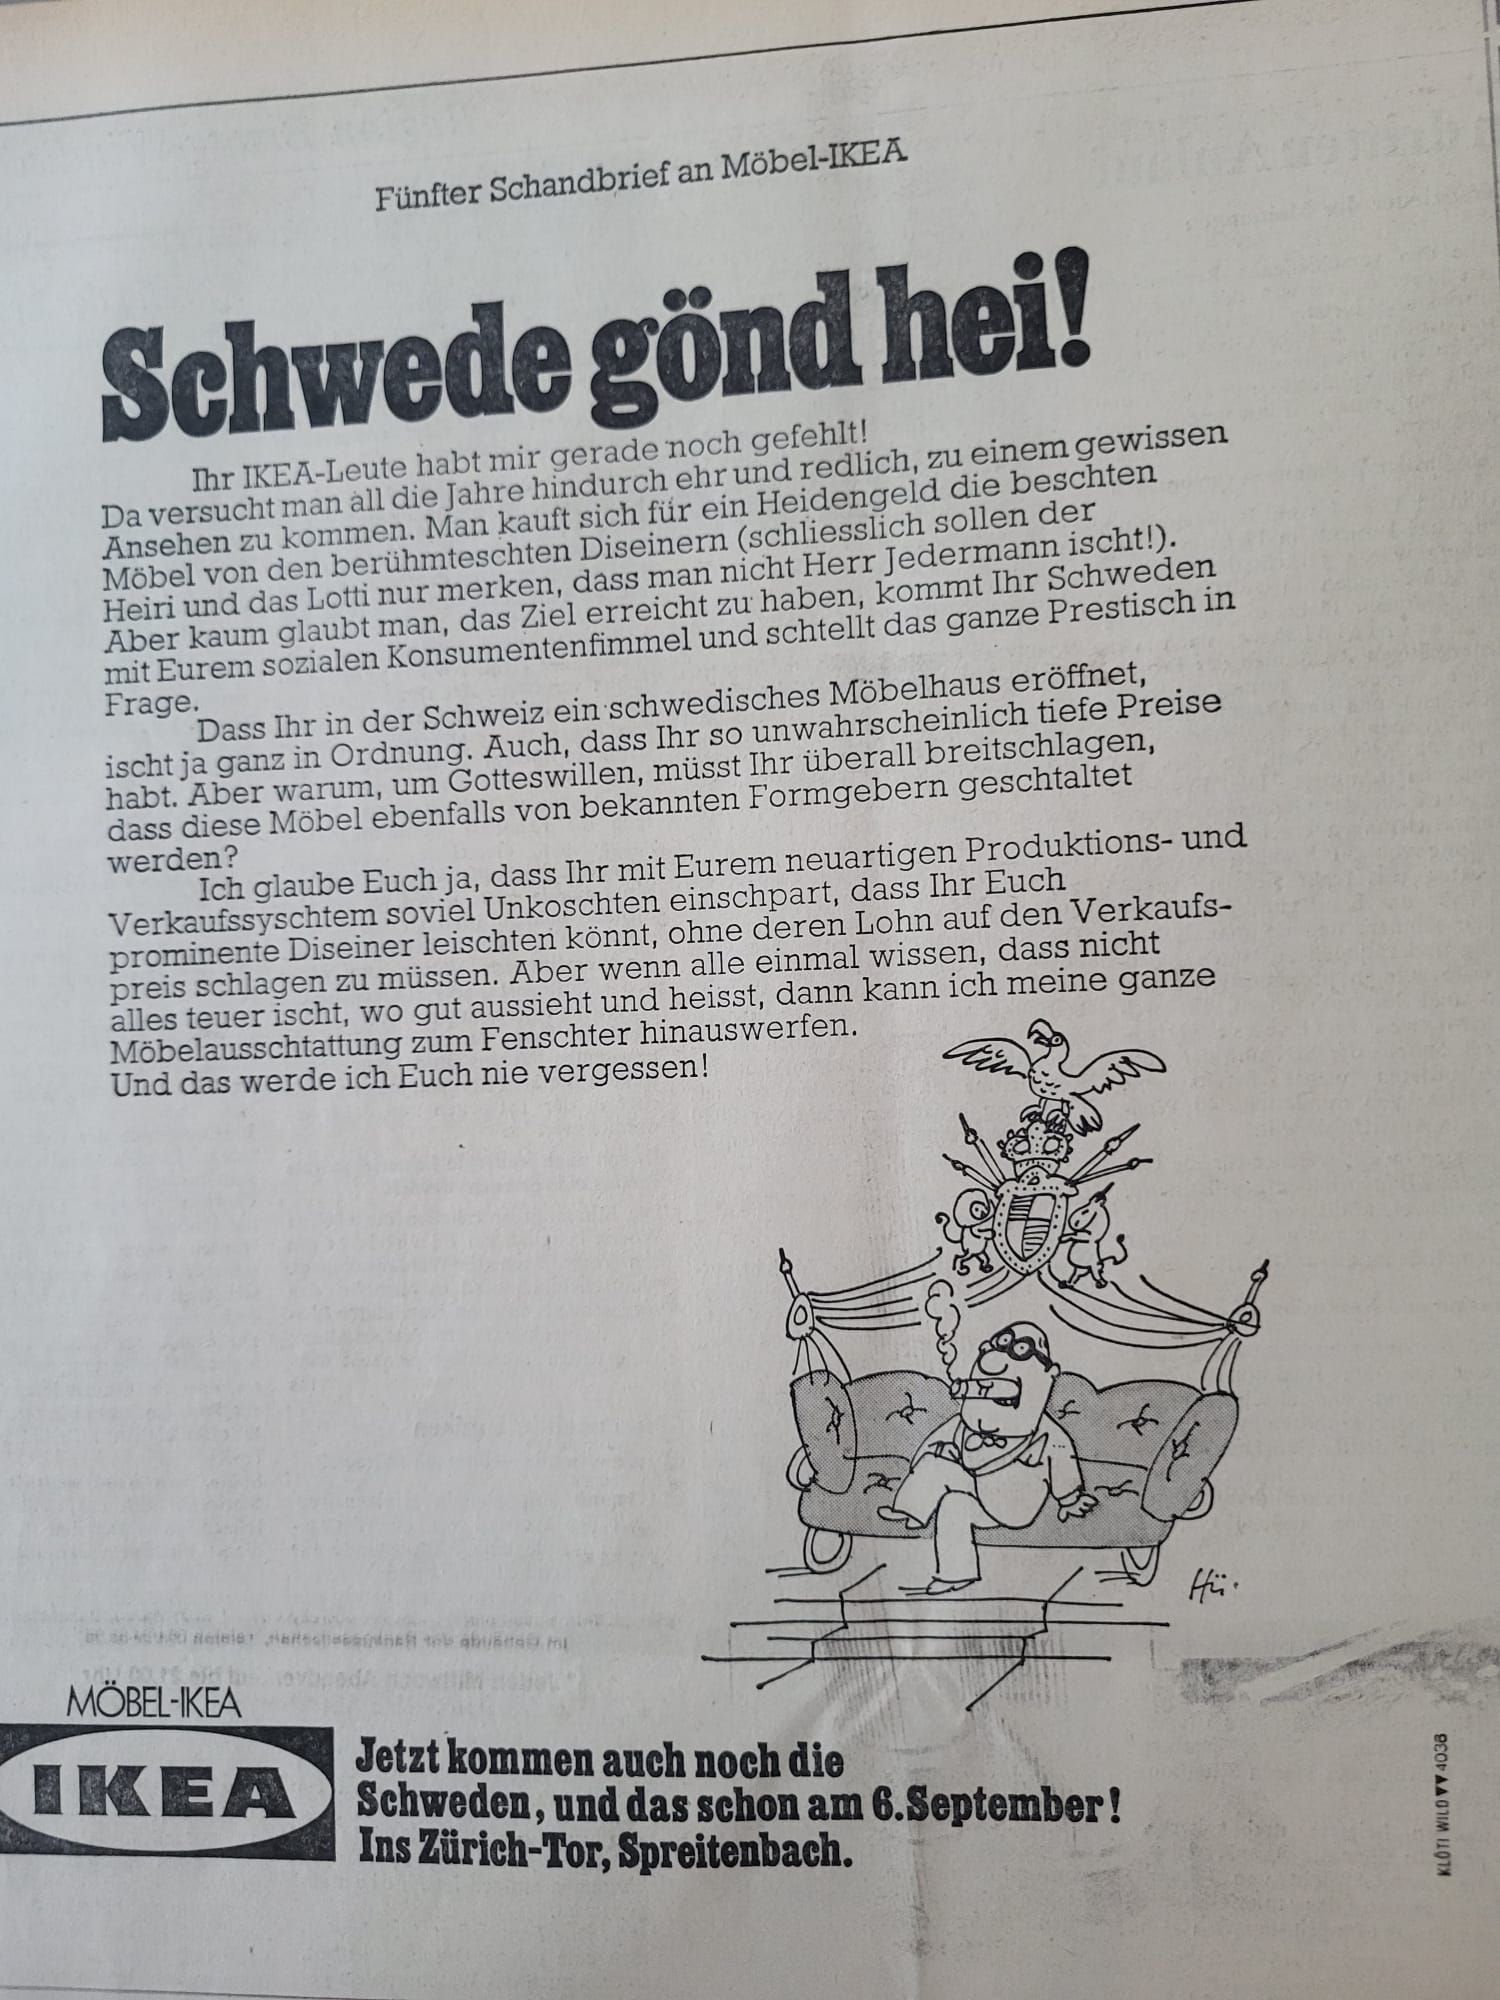 Fünfter Schandbrief an Möbel-IKEA
Schwede gönd hei!
Ihr IKEA-Leute habt mir gerade noch gefehlt!
Da versucht man all die Jahre hindurch ehr und redlich, zu einem gewissen
Ansehen zu kommen. Man kauft sich für ein Heidengeld die beschten
Möbel von den berühmteschten Diseinern (schliesslich sollen der
Heiri und das Lotti nur merken, dass man nicht Herr Jedermann ischt!).
Aber kaum glaubt man, das Ziel erreicht zu haben, kommt Ihr Schweden
mit Eurem sozialen Konsumentenfimmel und schtellt das ganze Prestisch in
Frage.
Dass Ihr in der Schweiz ein schwedisches Möbelhaus eröffnet,
ischt ja ganz in Ordnung. Auch, dass Ihr so unwahrscheinlich tiefe Preise
habt. Aber warum, um Gotteswillen, müsst Ihr überall breitschlagen,
dass diese Möbel ebenfalls von bekannten Formgebern geschtaltet
werden?
Ich glaube Euch ja, dass Ihr mit Eurem neuartigen Produktions- und
Verkaufssyschtem soviel Unkoschten einschpart, dass Ihr Euch
prominente Diseiner leischten könnt, ohne deren Lohn auf den Verkaufs-
preis schlagen zu müssen. Aber wenn alle einmal wissen, dass nicht
alles teuer ischt, wo gut aussieht und heisst, dann kann ich meine ganze
Möbelausschtattung zum Fenschter hinauswerfen.
Und das werde ich Euch nie vergessen!
Hü.
MÖBEL-IKEA
IKEA
Jetzt kommen auch noch die
Schweden, und das schon am 6. September!
Ins Zürich-Tor, Spreitenbach.
KLÖTI WILD ▼▼ 4036